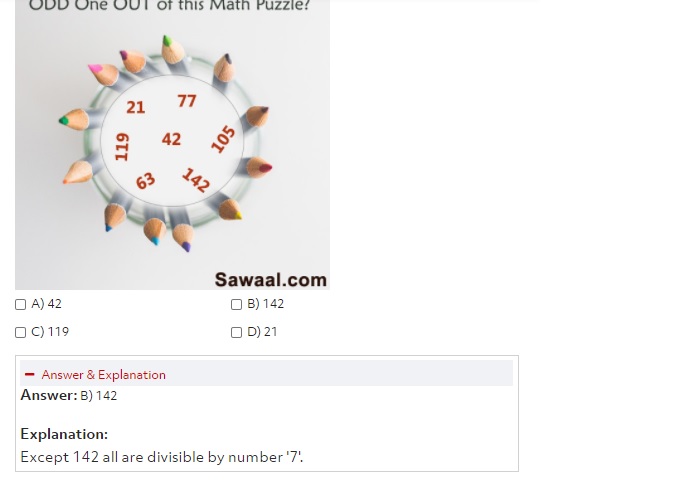 ODD One OUT of this Math Puzzle?
21 77
119 42 105
63 142
Sawaal.com
A) 42 B) 142
C) 119 D) 21
Answer & Explanation
Answer: B) 142
Explanation:
Except 142 all are divisible by number '7'.